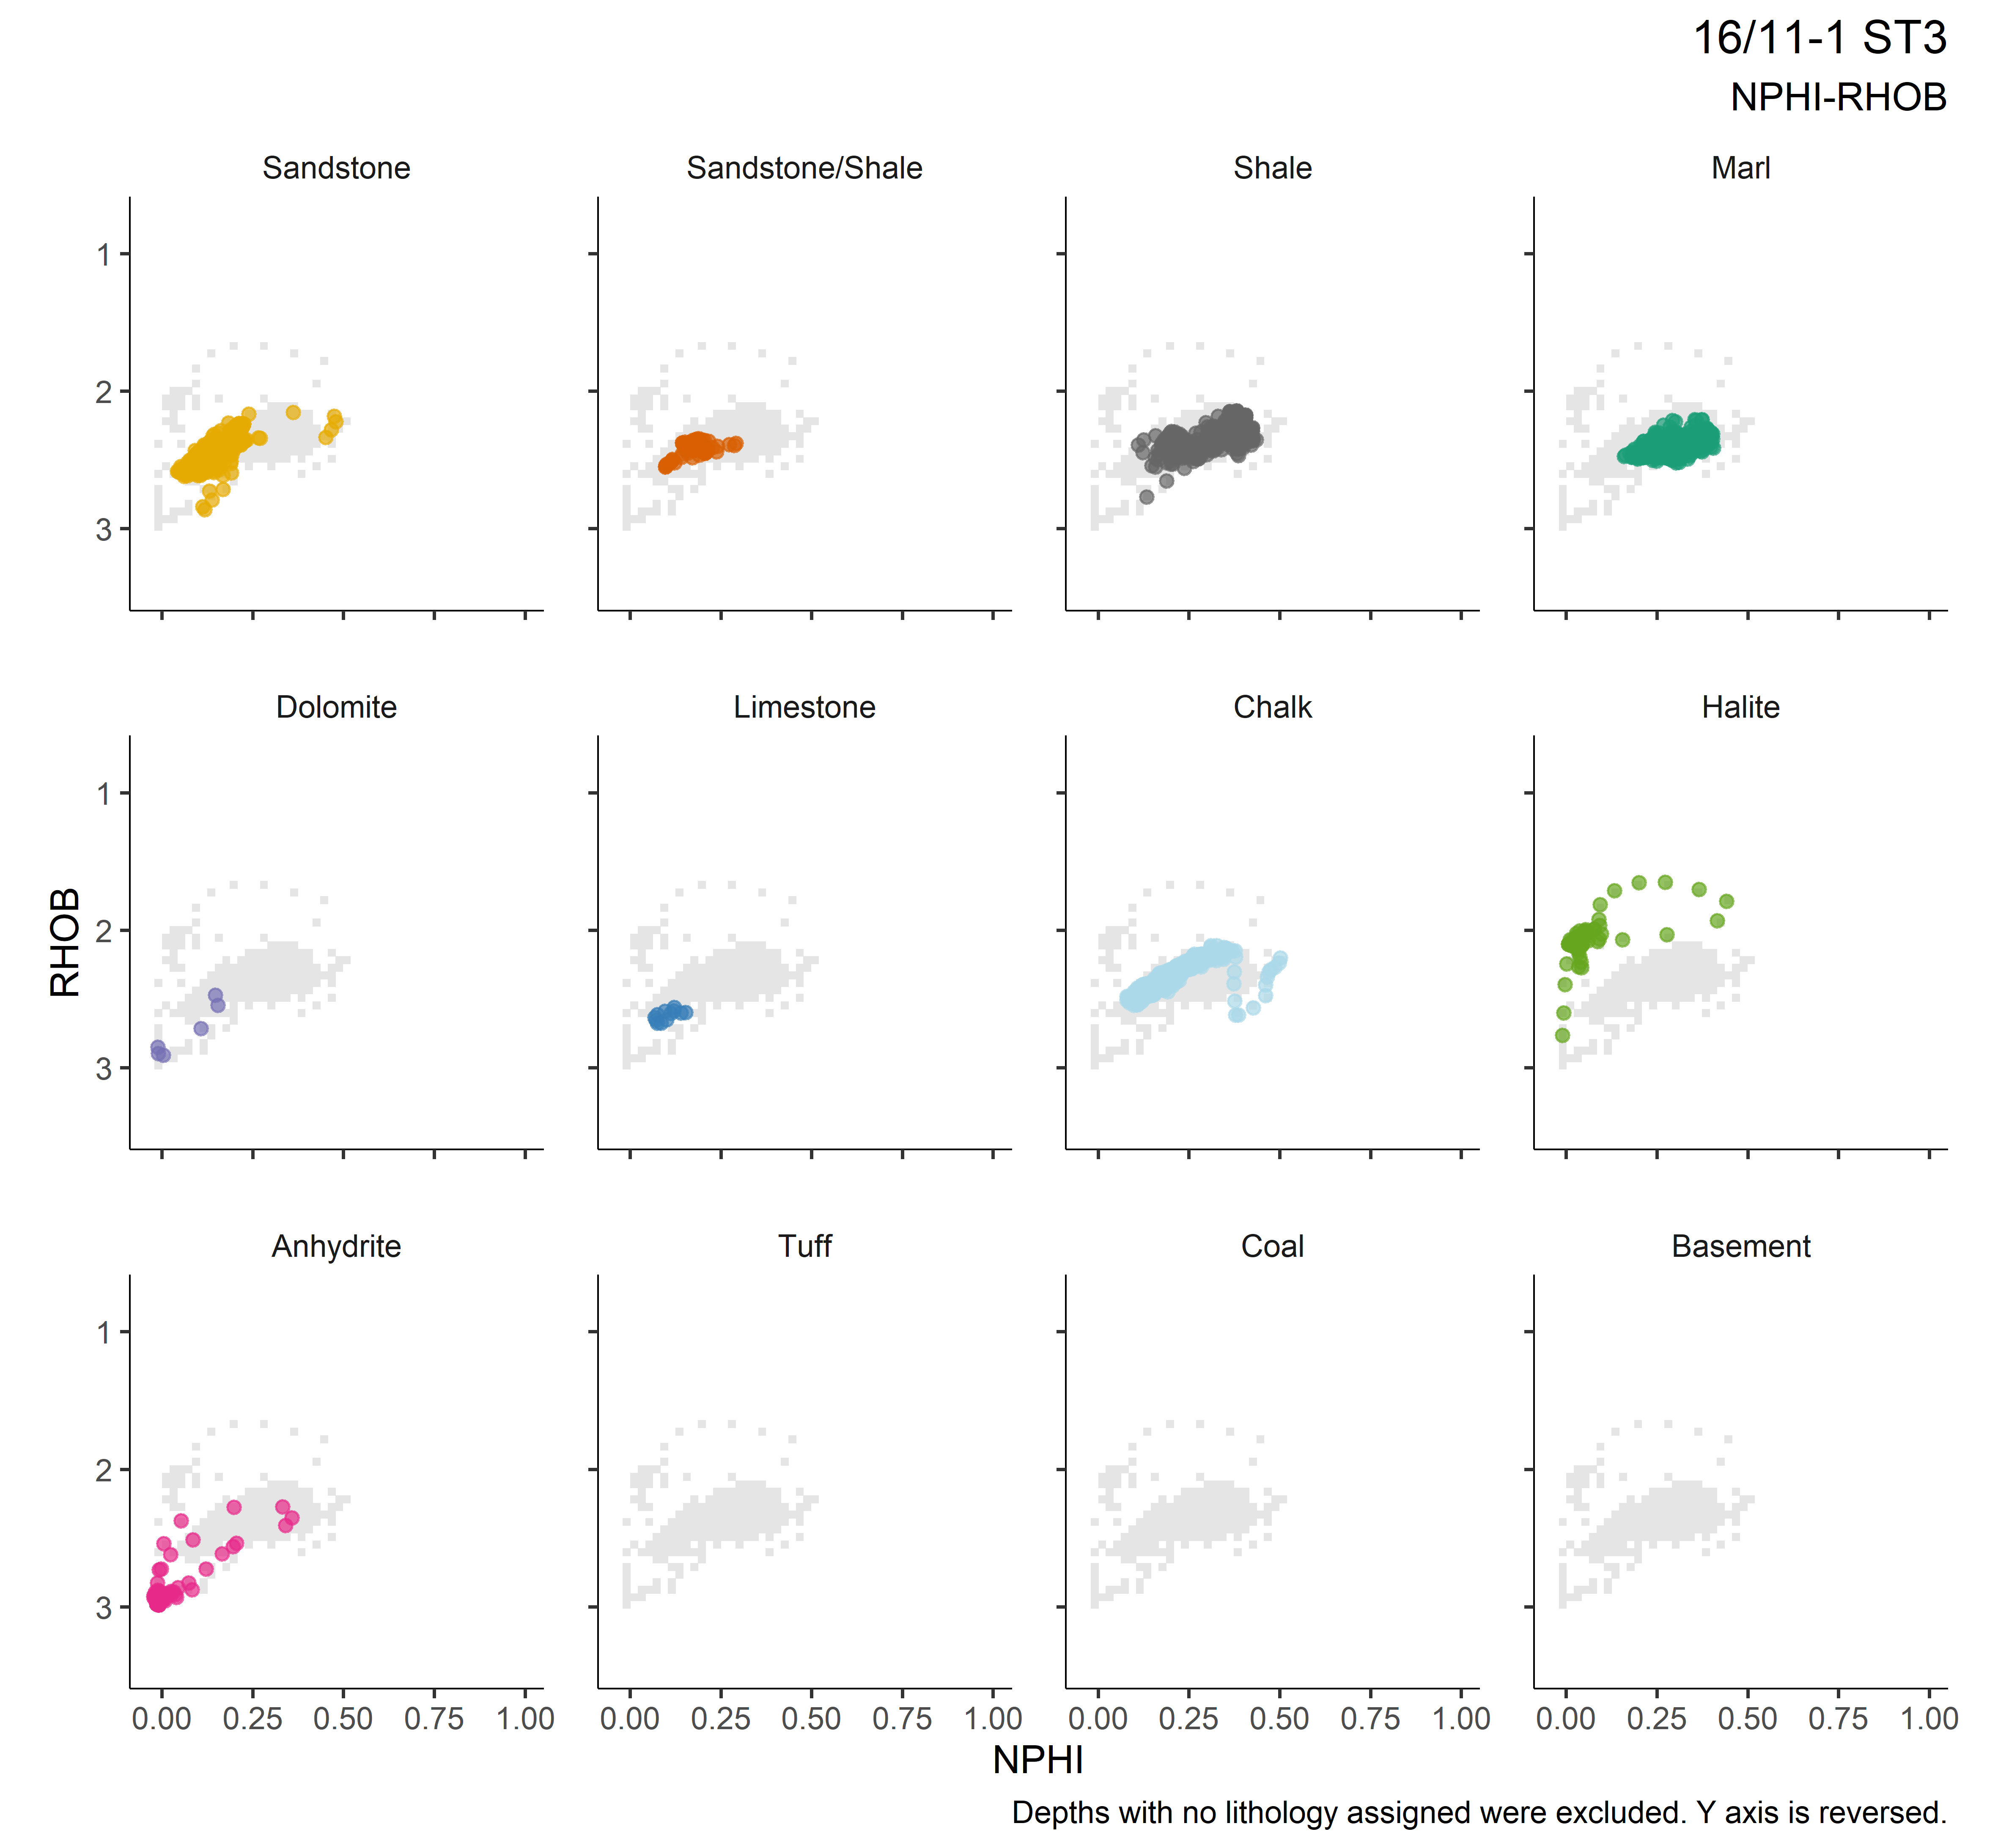 16/11-1 ST3
NPHI-RHOB
Sandstone Sandstone/Shale Shale Marl
1
2
3
Dolomite Limestone Chalk Halite
1
2
3
RHOB
Anhydrite Tuff Coal Basement
1
2
3
0.00 0.25 0.50 0.75 1.00 0.00 0.25 0.50 0.75 1.00 0.00 0.25 0.50 0.75 1.00 0.00 0.25 0.50 0.75 1.00
NPHI
Depths with no lithology assigned were excluded. Y axis is reversed.